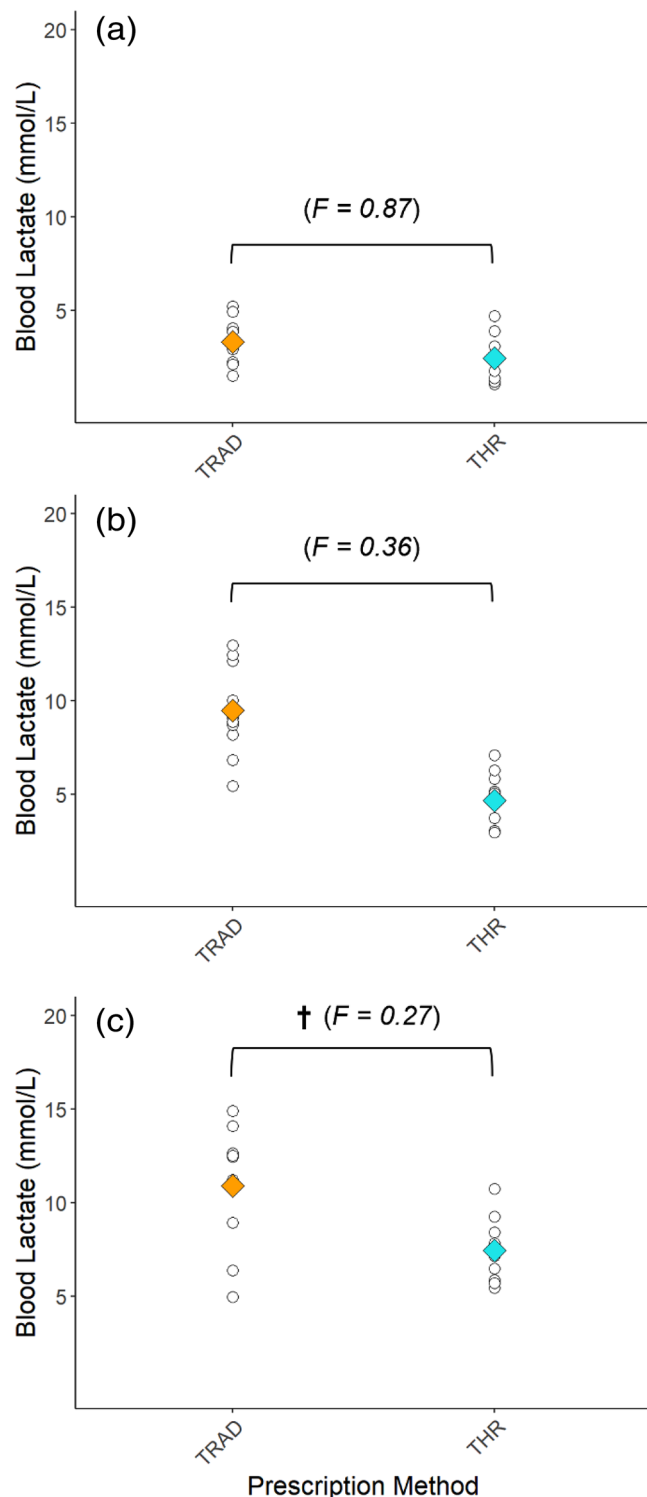 (a)
20
15
10
5
Blood Lactate (mmol/L)
(F = 0.87)
TRAD
THR
(b)
20
15
10
5
Blood Lactate (mmol/L)
(F = 0.36)
TRAD
THR
(c)
20
15
10
5
Blood Lactate (mmol/L)
† (F = 0.27)
TRAD
THR
Prescription Method